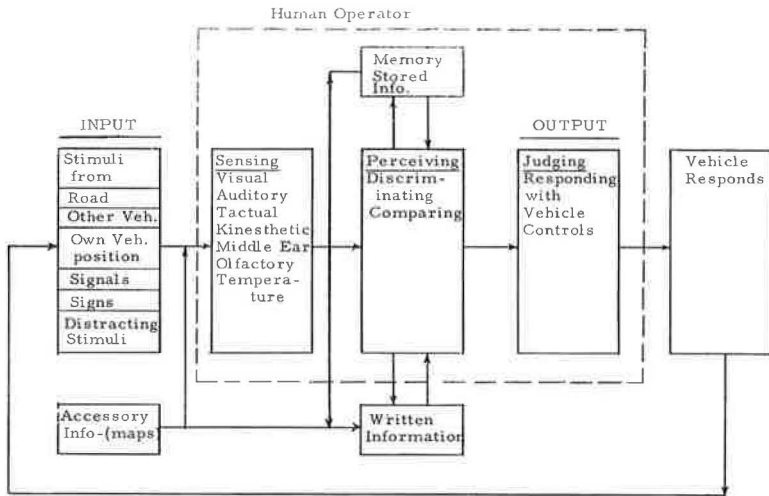 Human Operator
Memory
Stored
Info.
INPUT
Stimuli
from
Road
Other Veh.
Own Veh.
position
Signals
Signs
Distracting
Stimuli
Sensing
Visual
Auditory
Tactual
Kinesthetic
Middle Ear
Olfactory
Tempera-
ture
Perceiving
Discrim-
inating
Comparing
OUTPUT
Judging
Responding
with
Vehicle
Controls
Vehicle
Responds
Accessory
Info-(maps)
Written
Information